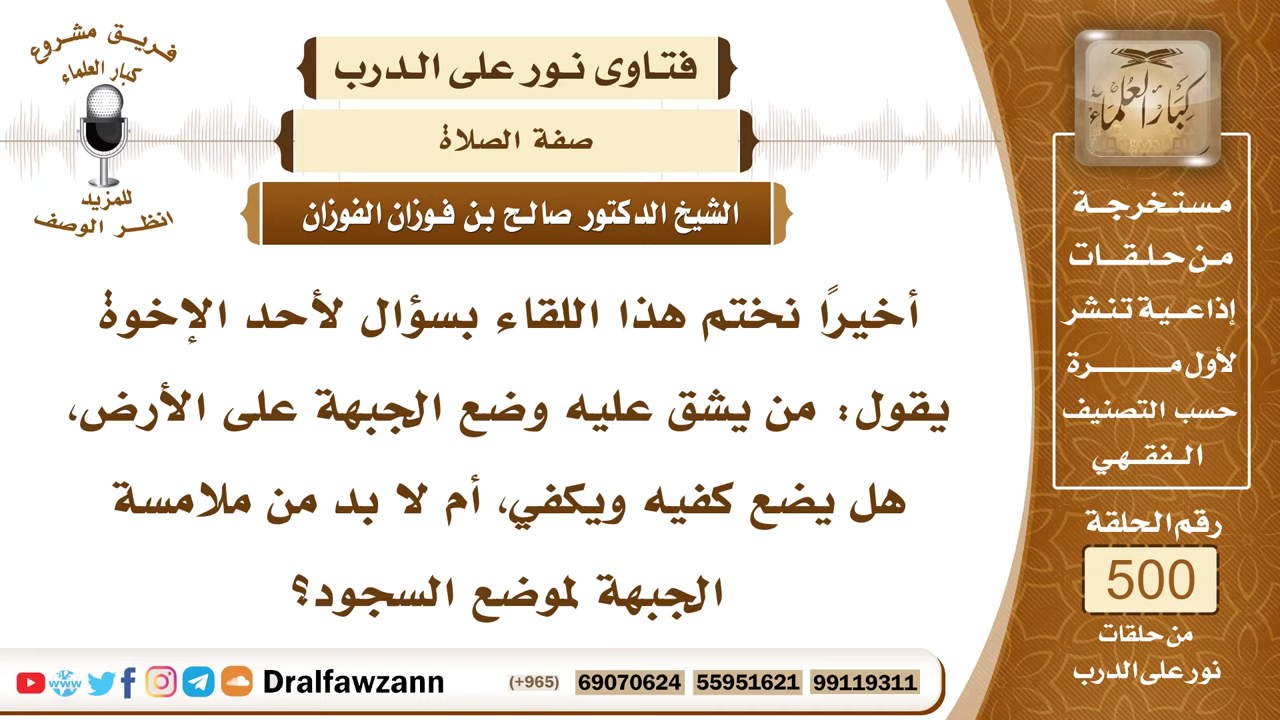 فريق مشروع
كبار العلماء
للمزيد
انظر الوصف
فتاوى نور على الدرب
صفة الصلاة
الشيخ الدكتور صالح بن فوزان الفوزان
أخيرًا نختم هذا اللقاء بسؤال لأحد الإخوة
يقول: من يشق عليه وضع الجبهة على الأرض،
هل يضع كفيه ويكفي، أم لا بد من ملامسة
الجبهة لموضع السجود؟
كبار العلماء
مستخرجة
من حلقات
إذاعية تنشر
لأول مرة
حسب التصنيف
الفقهي
رقم الحلقة
500
من حلقات
نور على الدرب
www
Dralfawzann
(+965) 69070624 55951621 99119311